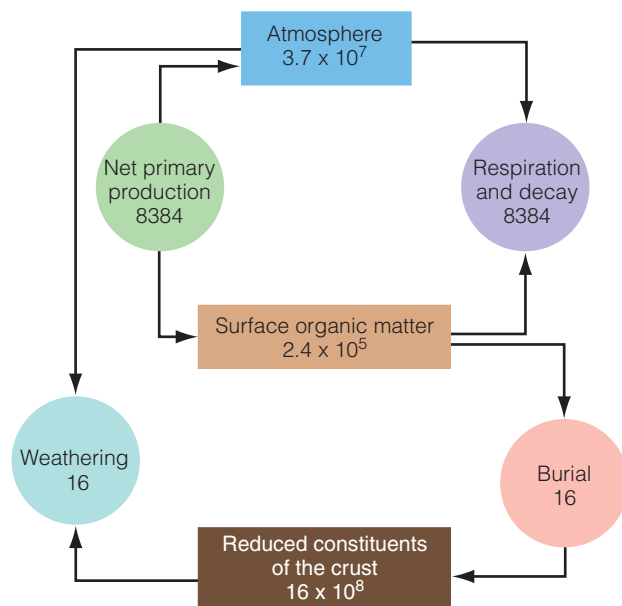 Atmosphere
3.7 x 10⁷
Net primary
production
8384
Respiration
and decay
8384
Surface organic matter
2.4 x 10⁵
Weathering
16
Burial
16
Reduced constituents
of the crust
16 x 10⁸